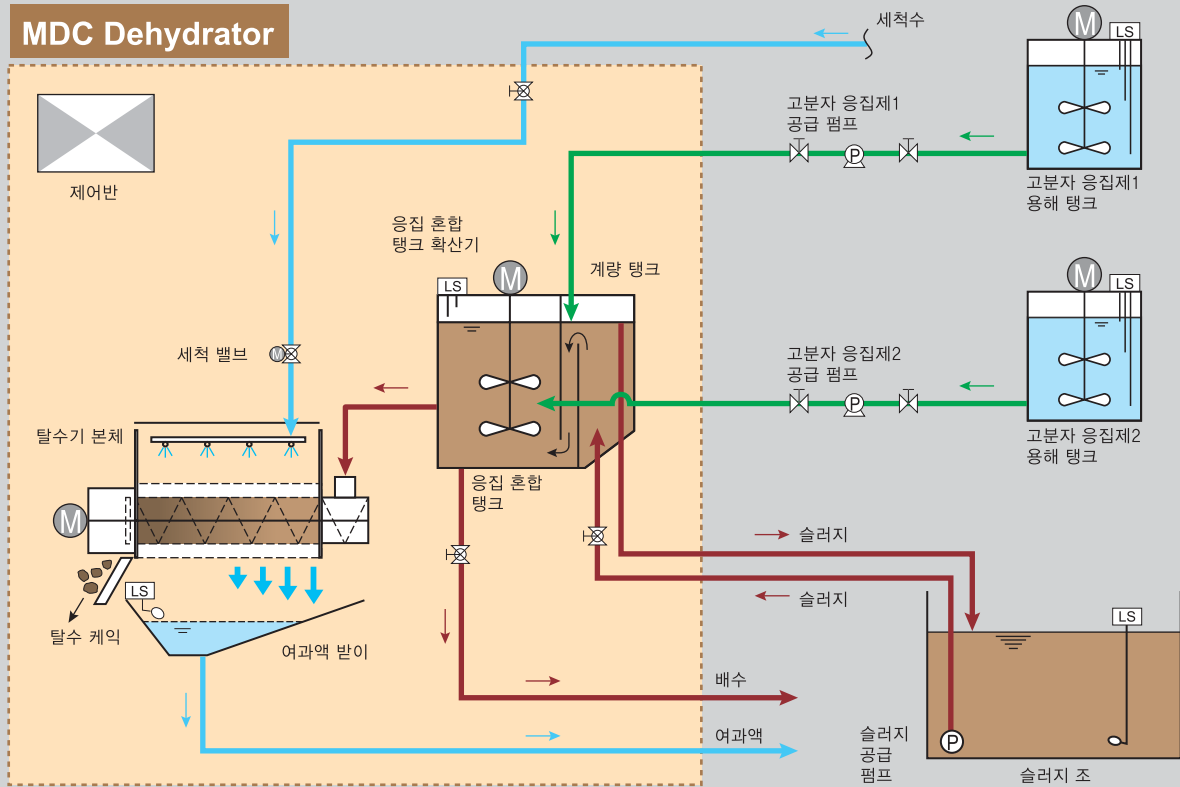 MDC Dehydrator
세척수
M
LS
고분자 응집제1
공급 펌프
P
고분자 응집제1
용해 탱크
제어반
응집 혼합
탱크 확산기
계량 탱크
LS
M
M
LS
세척 밸브
M
고분자 응집제2
공급 펌프
P
고분자 응집제2
용해 탱크
탈수기 본체
응집 혼합
탱크
M
슬러지
슬러지
LS
탈수 케익
여과액 받이
LS
배수
여과액
슬러지
공급
펌프
P
슬러지 조